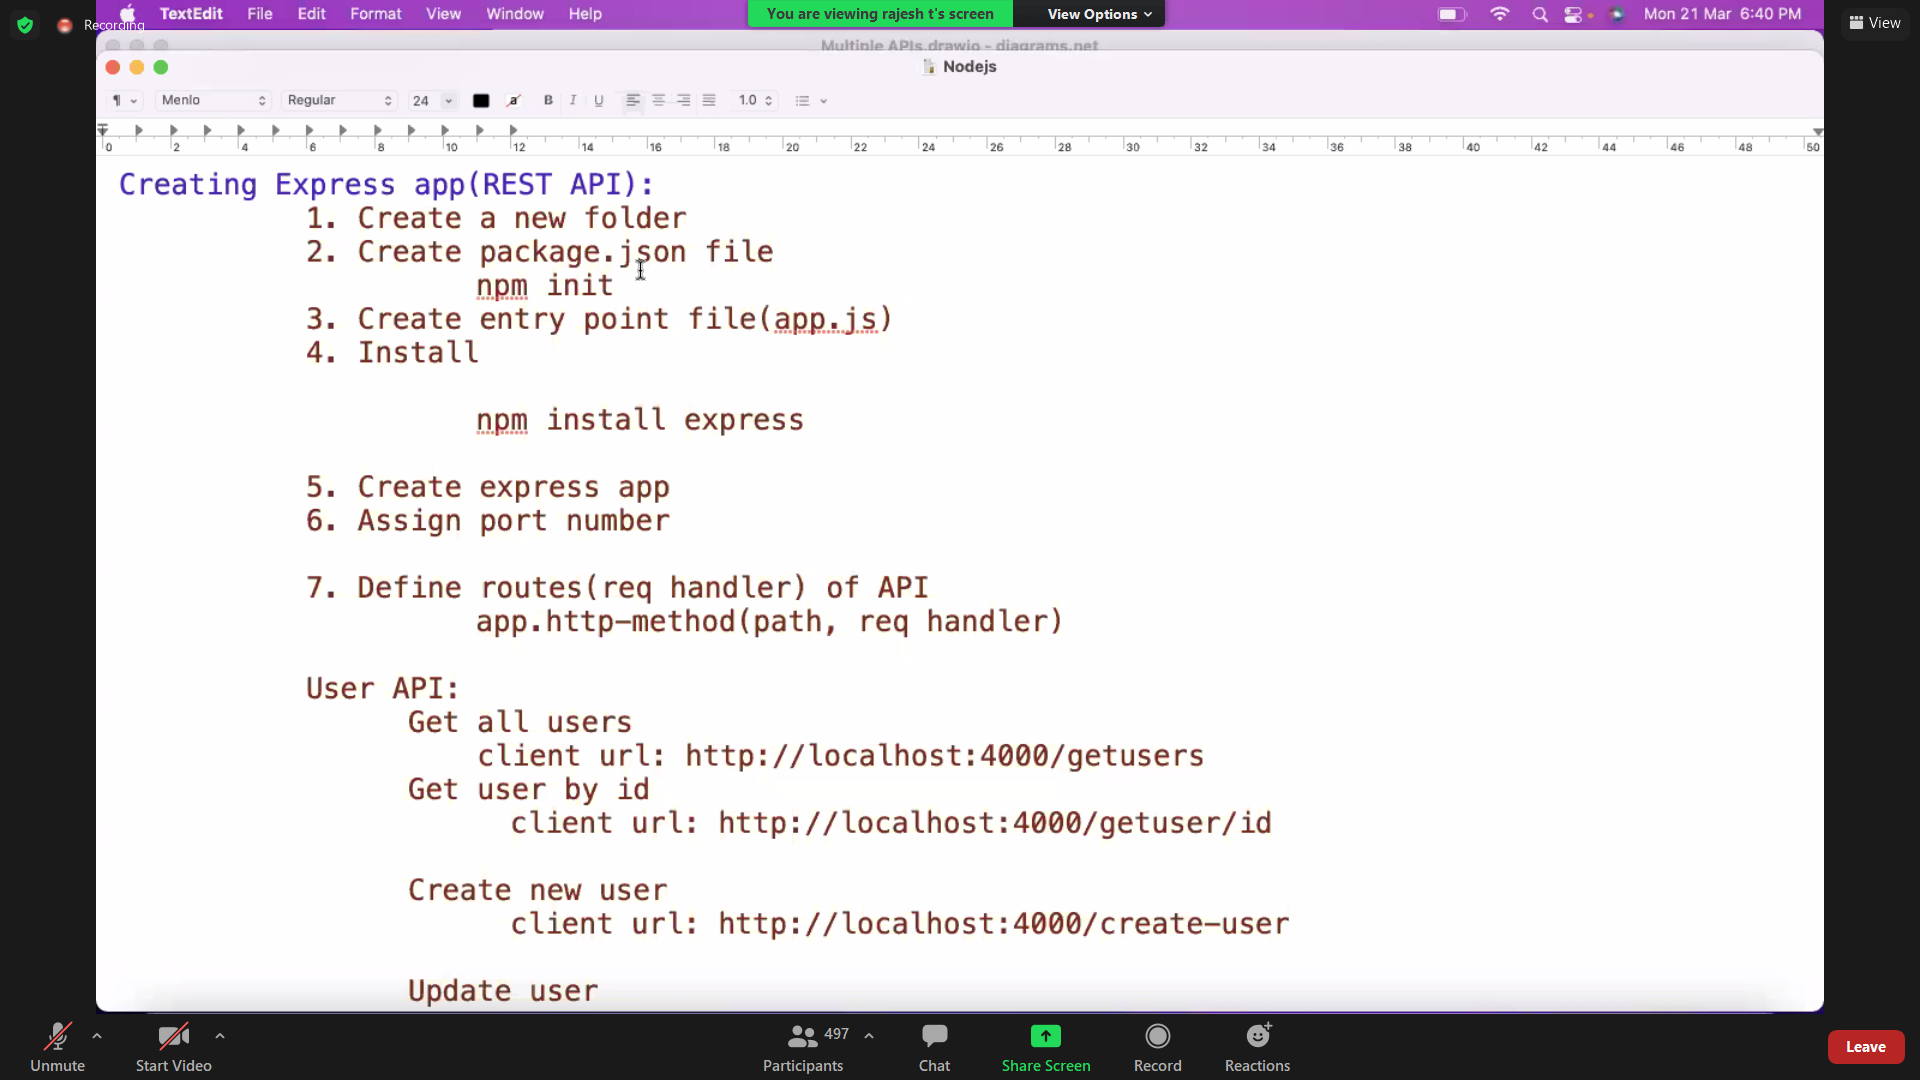 Recording
TextEdit File Edit Format View Window Help
You are viewing rajesh t's screen View Options
Mon 21 Mar 6:40 PM
View
Multiple APIs.drawio - diagrams.net
Nodejs
¶ Menlo Regular 24 a B I U 1.0
0 2 4 6 8 10 12 14 16 18 20 22 24 26 28 30 32 34 36 38 40 42 44 46 48 50
Creating Express app(REST API):
1. Create a new folder
2. Create package.json file
npm init
3. Create entry point file(app.js)
4. Install
npm install express
5. Create express app
6. Assign port number
7. Define routes(req handler) of API
app.http-method(path, req handler)
User API:
Get all users
client url: http://localhost:4000/getusers
Get user by id
client url: http://localhost:4000/getuser/id
Create new user
client url: http://localhost:4000/create-user
Update user
Unmute
Start Video
497
Participants
Chat
Share Screen
Record
Reactions
Leave